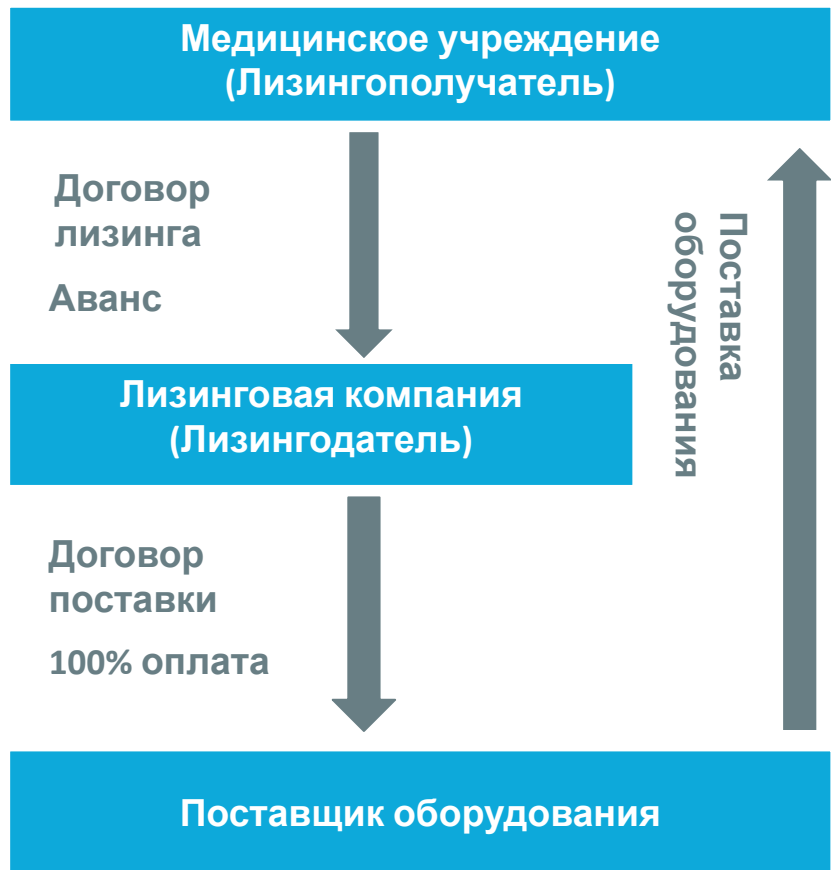 Медицинское учреждение
(Лизингополучатель)
Договор
лизинга
Аванс
Поставка
оборудования
Лизинговая компания
(Лизингодатель)
Договор
поставки
100% оплата
Поставщик оборудования